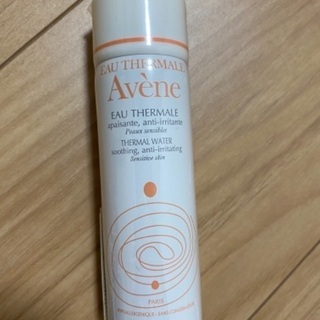 EAU THERMALE
Avène
EAU THERMALE
apaisante, anti-irritante
Peaux sensibles
THERMAL WATER
soothing, anti-irritating
Sensitive skin
PARIS